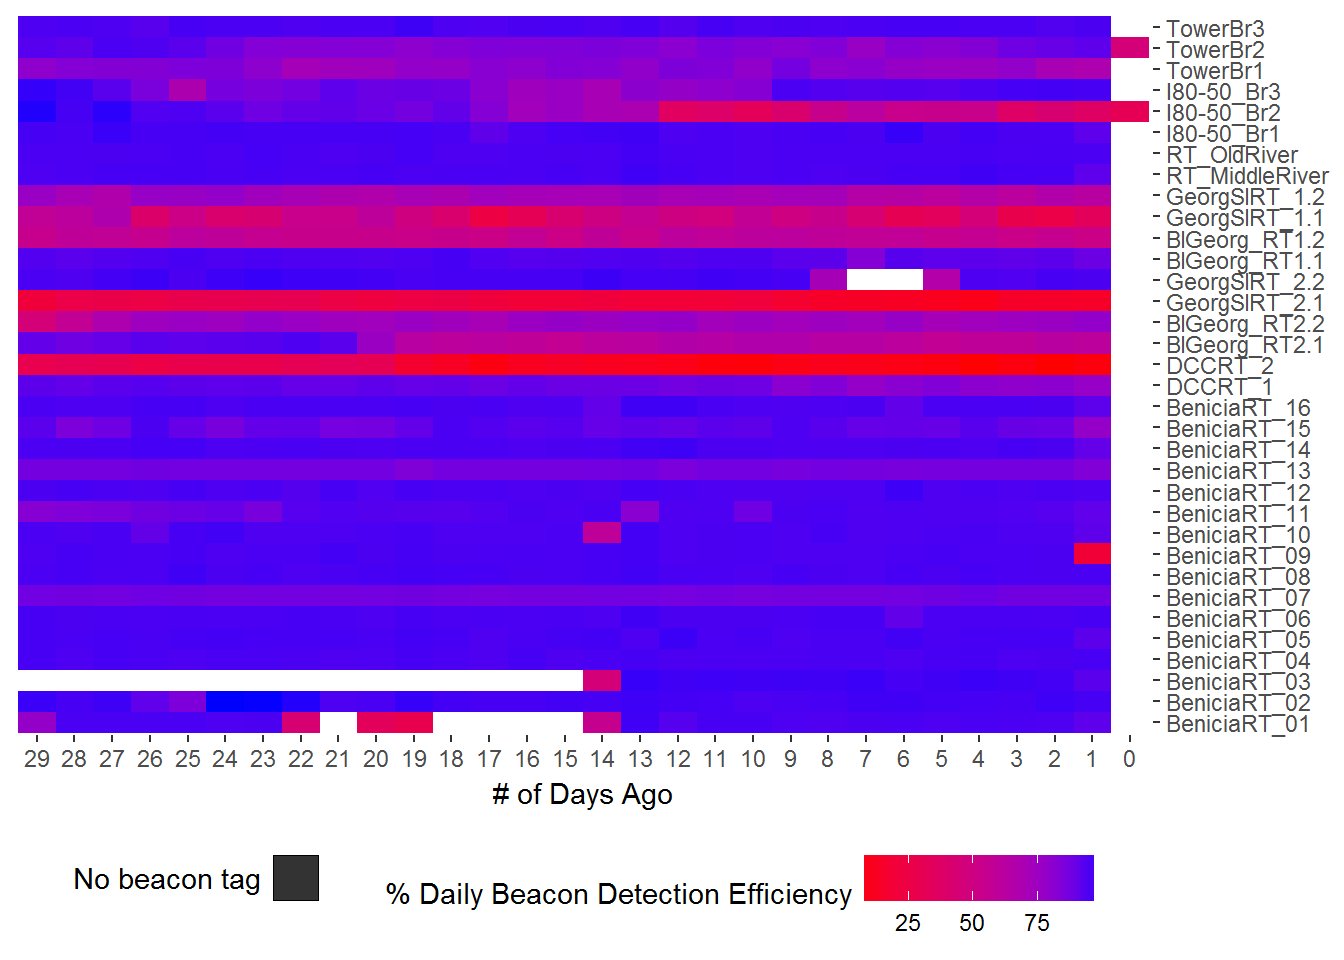 TowerBr3
TowerBr2
TowerBr1
I80-50_Br3
I80-50_Br2
I80-50_Br1
RT_OldRiver
RT_MiddleRiver
GeorgSlRT_1.2
GeorgSlRT_1.1
BlGeorg_RT1.2
BlGeorg_RT1.1
GeorgSlRT_2.2
GeorgSlRT_2.1
BlGeorg_RT2.2
BlGeorg_RT2.1
DCCRT_2
DCCRT_1
BeniciaRT_16
BeniciaRT_15
BeniciaRT_14
BeniciaRT_13
BeniciaRT_12
BeniciaRT_11
BeniciaRT_10
BeniciaRT_09
BeniciaRT_08
BeniciaRT_07
BeniciaRT_06
BeniciaRT_05
BeniciaRT_04
BeniciaRT_03
BeniciaRT_02
BeniciaRT_01
29 28 27 26 25 24 23 22 21 20 19 18 17 16 15 14 13 12 11 10 9 8 7 6 5 4 3 2 1 0
# of Days Ago
No beacon tag
% Daily Beacon Detection Efficiency
25 50 75